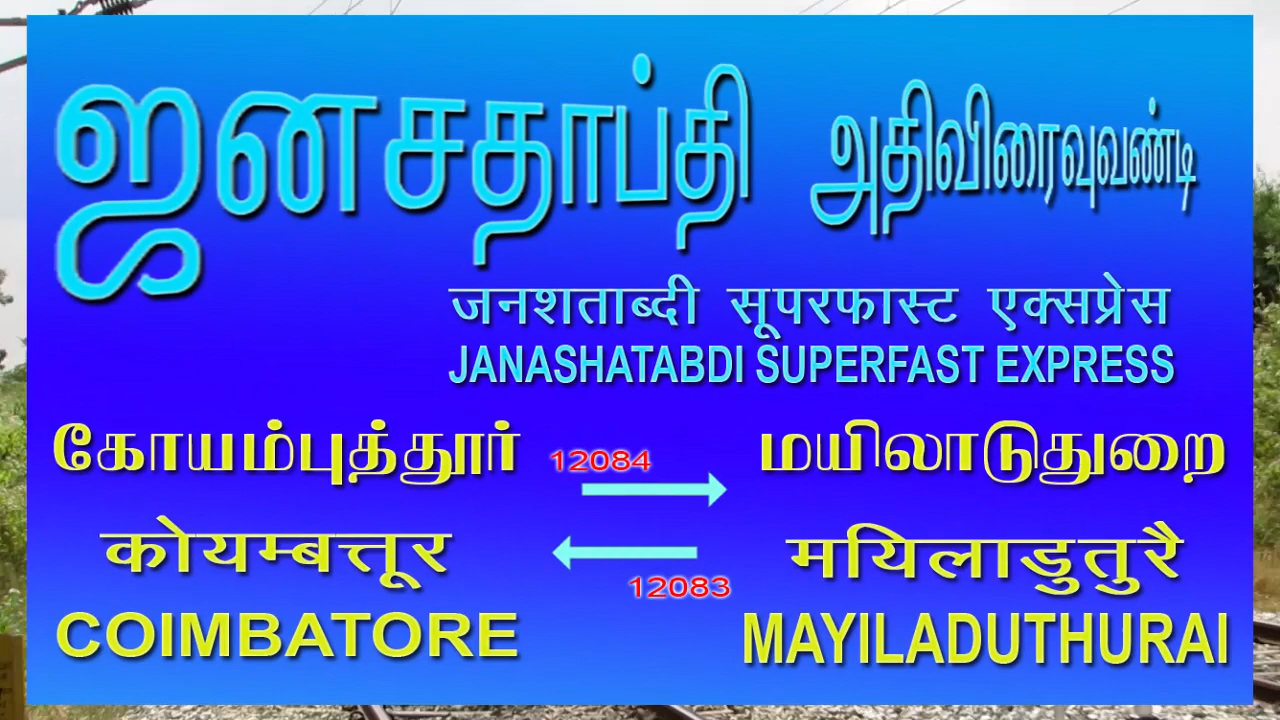 ஜனசதாப்தி அதிவிரைவுவண்டி
जनशताब्दी सूपरफास्ट एक्सप्रेस
JANASHATABDI SUPERFAST EXPRESS
கோயம்புத்தூர் 12084 மயிலாடுதுறை
कोयम्बत्तूर मयिलाडुतुरै
12083
COIMBATORE MAYILADUTHURAI